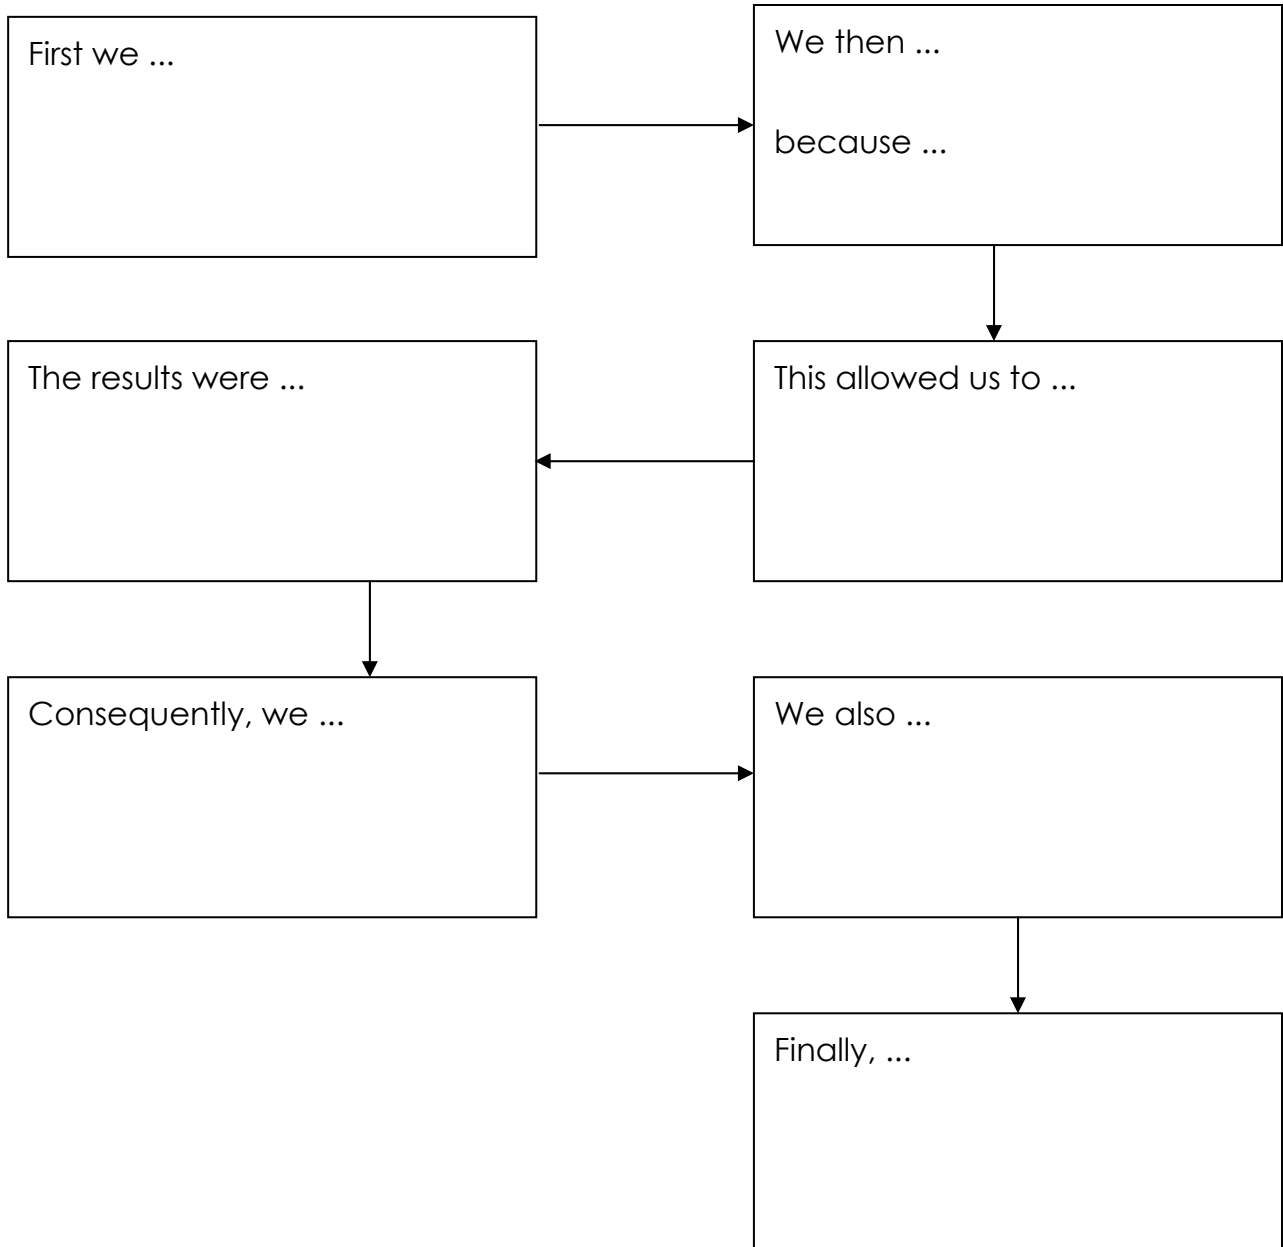 First we ...
We then ...
because ...
This allowed us to ...
The results were ...
Consequently, we ...
We also ...
Finally, ...